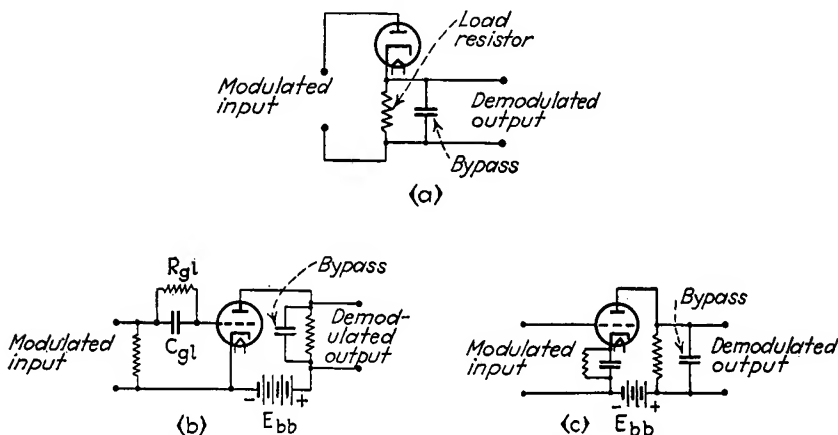 Load
resistor
Modulated
input
Demodulated
output
Bypass
(a)
Rgl
Cgl
Bypass
Modulated
input
Demod-
ulated
output
- +
Ebb
(b)
Bypass
Modulated
input
Demodulated
output
- +
Ebb
(c)